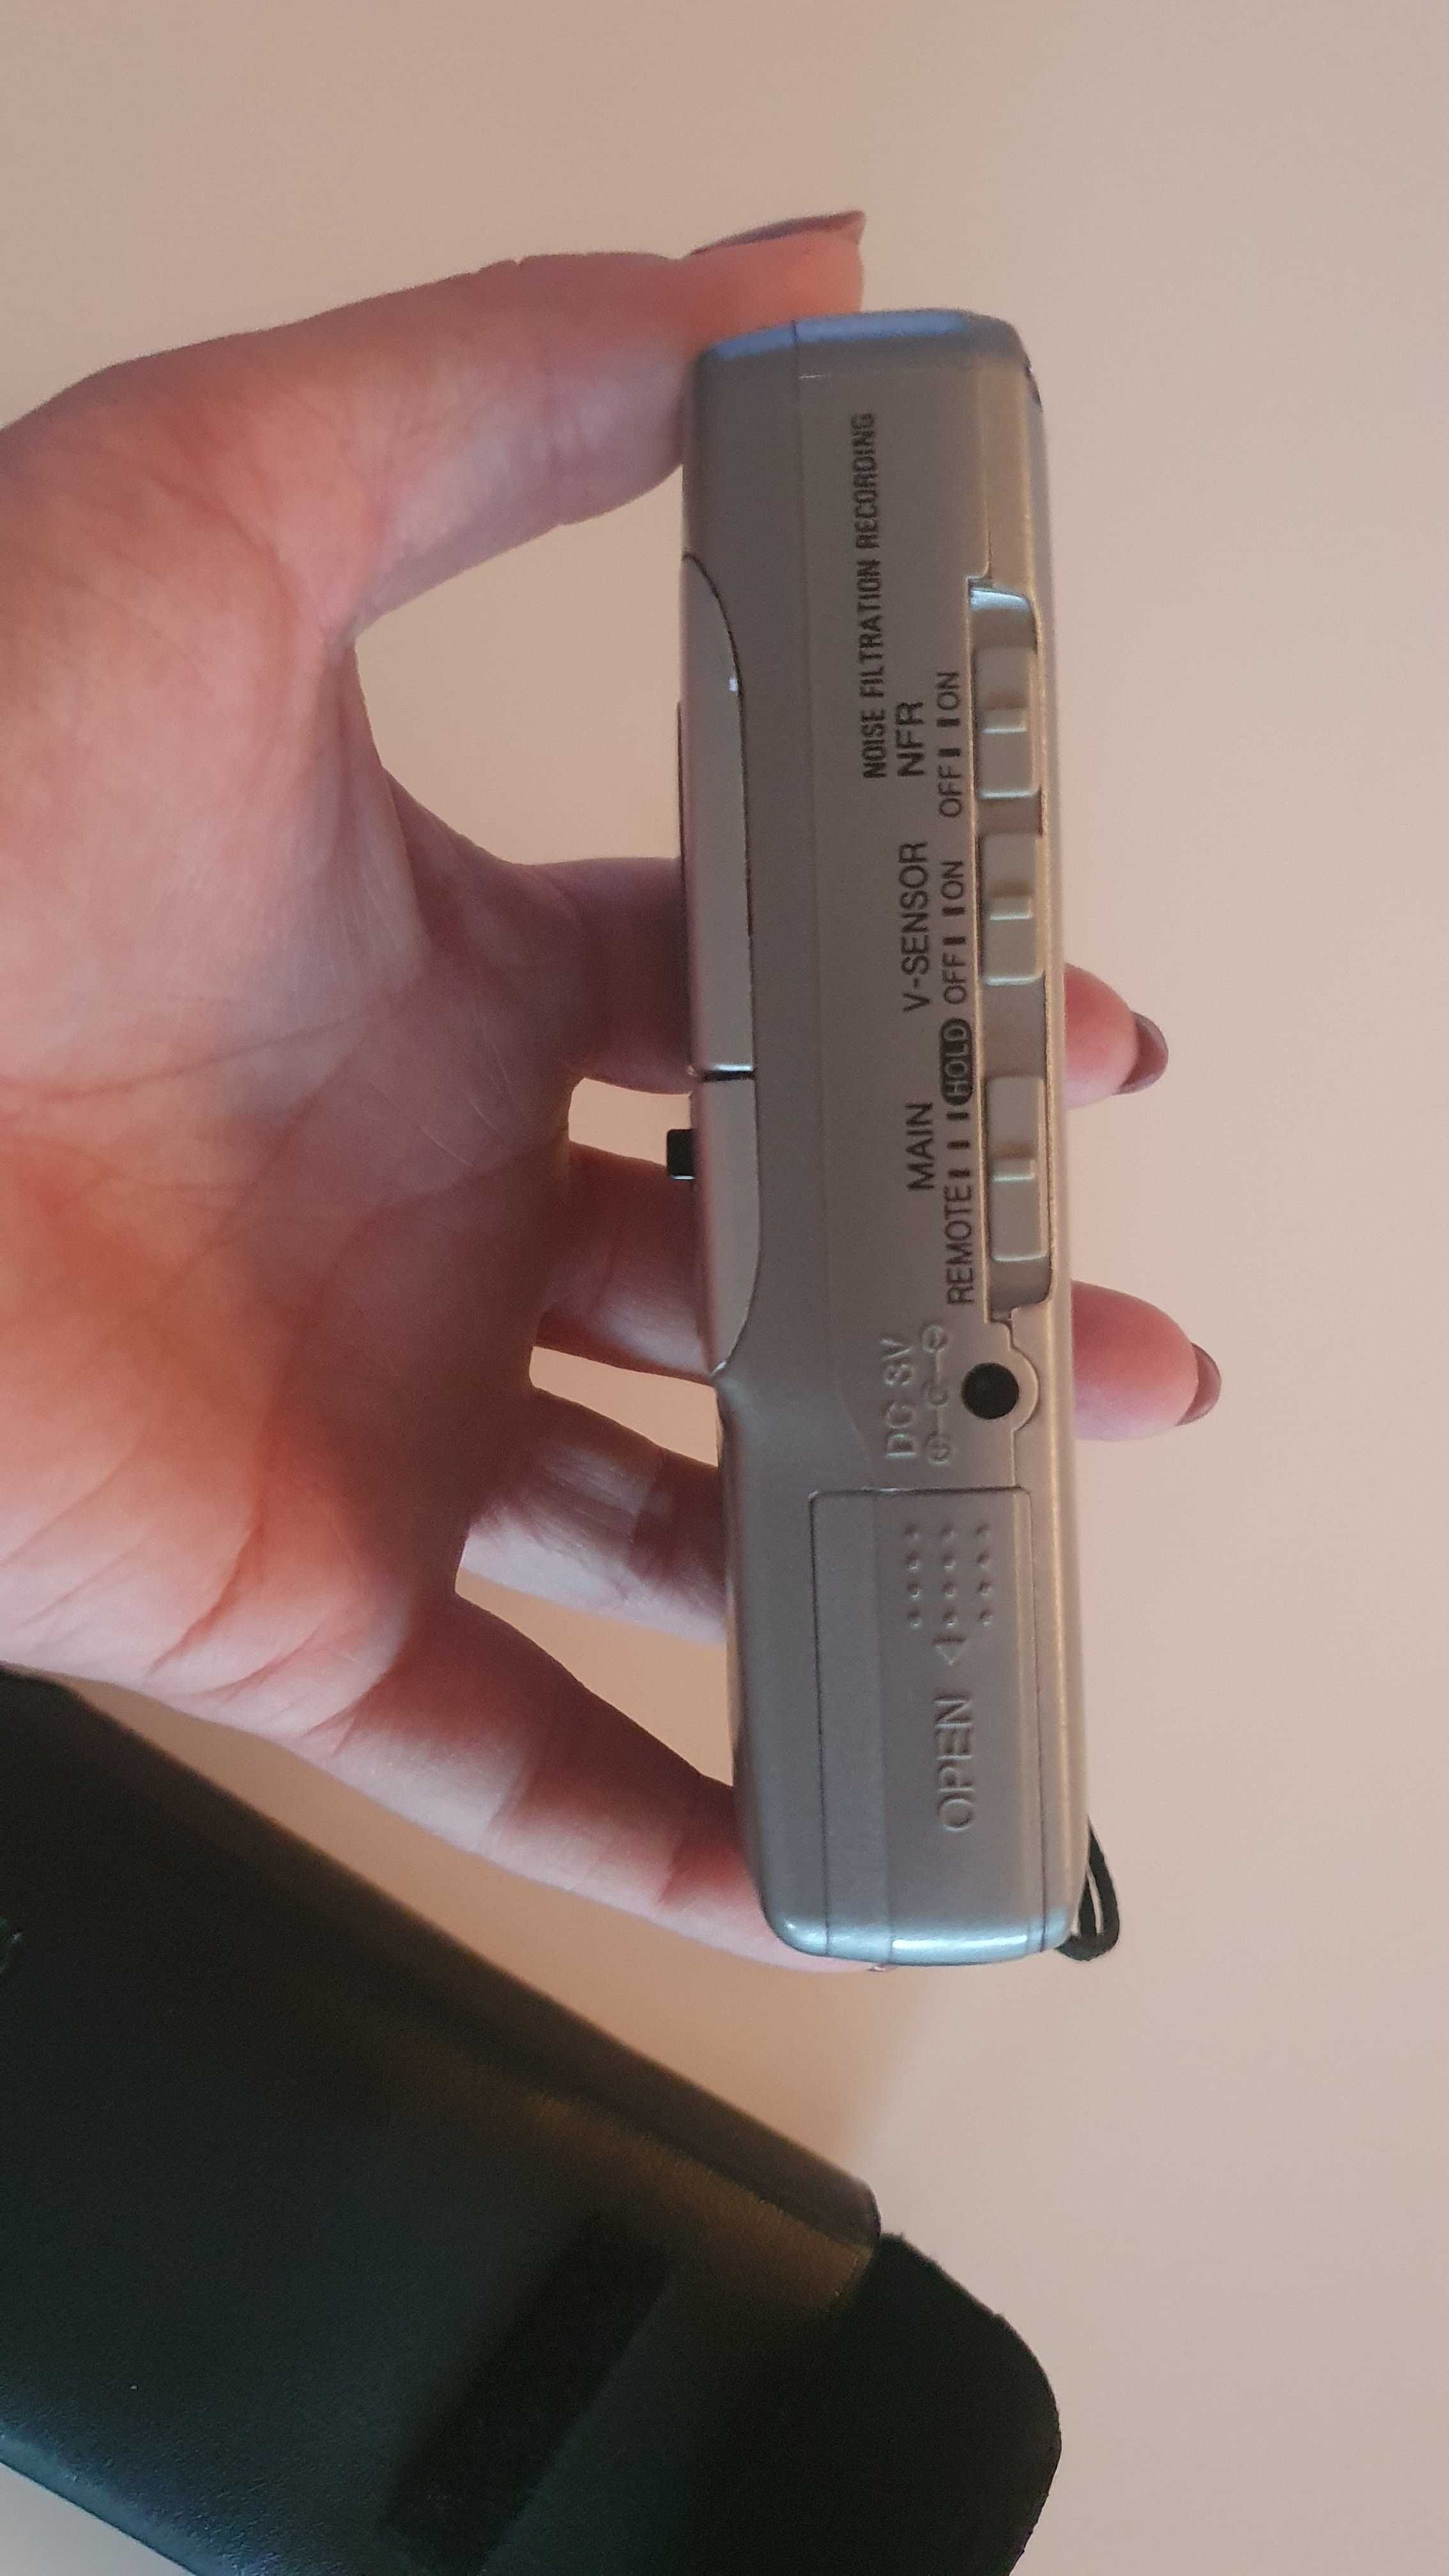 NOISE FILTRATION RECORDING
NFR
OFF ON
V-SENSOR
OFF ON
MAIN
REMOTE HOLD
DC 3V
⊕ ⊖
OPEN